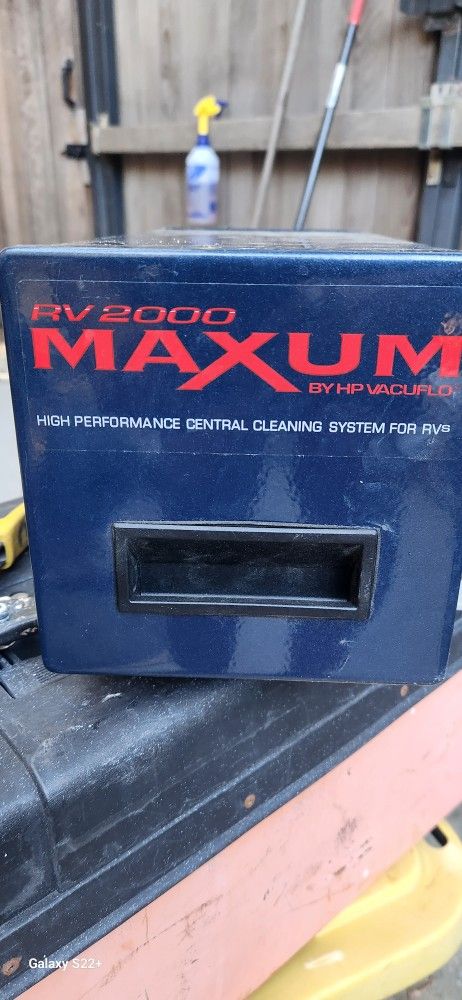 RV 2000
MAXUM
BY HP VACUFLO
HIGH PERFORMANCE CENTRAL CLEANING SYSTEM FOR RVs
Galaxy S22+